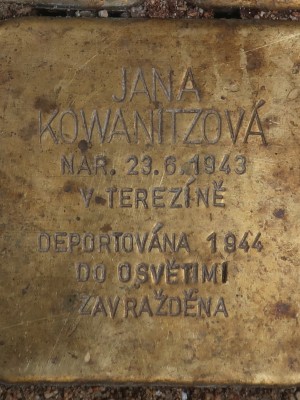 JANA
KOWANITZOVÁ
NAR. 23.6.1943
V TEREZÍNĚ
DEPORTOVÁNA 1944
DO OSVĚTIMI
ZAVRAŽDĚNA